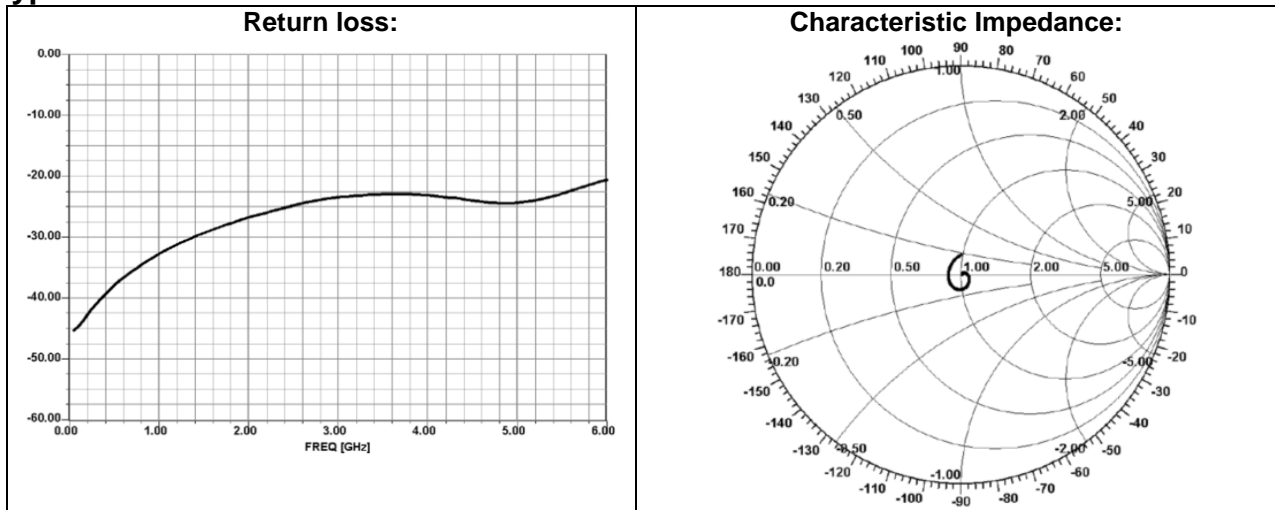 Return loss:
0.00
-10.00
-20.00
-30.00
-40.00
-50.00
-60.00
0.00 1.00 2.00 3.00 4.00 5.00 6.00
FREQ [GHz]
Characteristic Impedance:
90
100 80
110 70
120 1.00 60
130 0.50 2.00 50
140 40
150 30
160 0.20 5.00 20
170 10
180 0.00 0.20 0.50 1.00 2.00 5.00 0
0.0
-170 -10
-160 -0.20 -5.00 -20
-150 -30
-140 -40
-130 -0.50 -2.00 -50
-120 -1.00 -60
-110 -70
-100 -80
-90